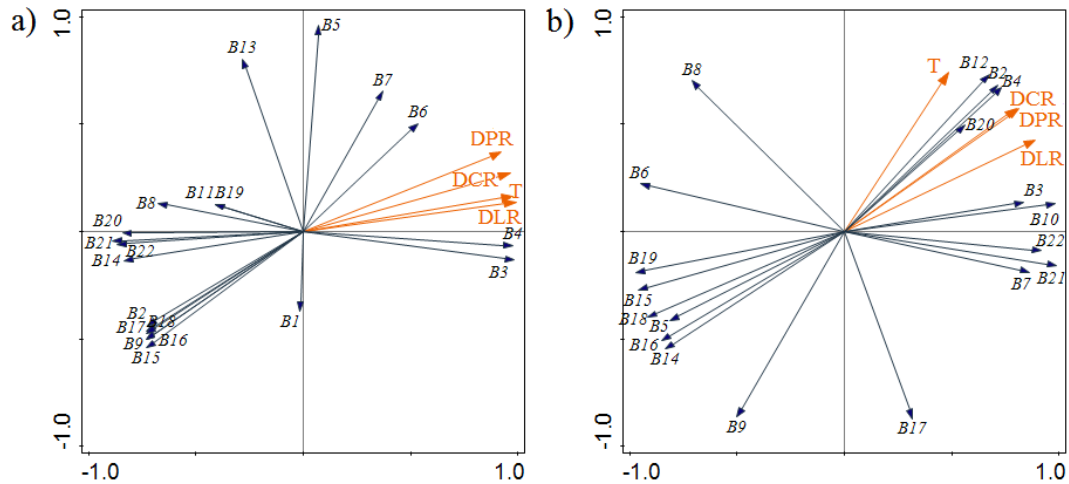 a)
1.0
B5
B13
B7
B6
DPR
DCR
T
DLR
B11B19
B8
B20
B21
B22
B14
B4
B3
B2
B17
B18
B9
B16
B15
B1
-1.0
-1.0
1.0
b)
1.0
B8
T
B12
B2
B4
DCR
DPR
B20
DLR
B6
B3
B10
B22
B21
B7
B19
B15
B18
B5
B16
B14
B9
B17
-1.0
-1.0
1.0